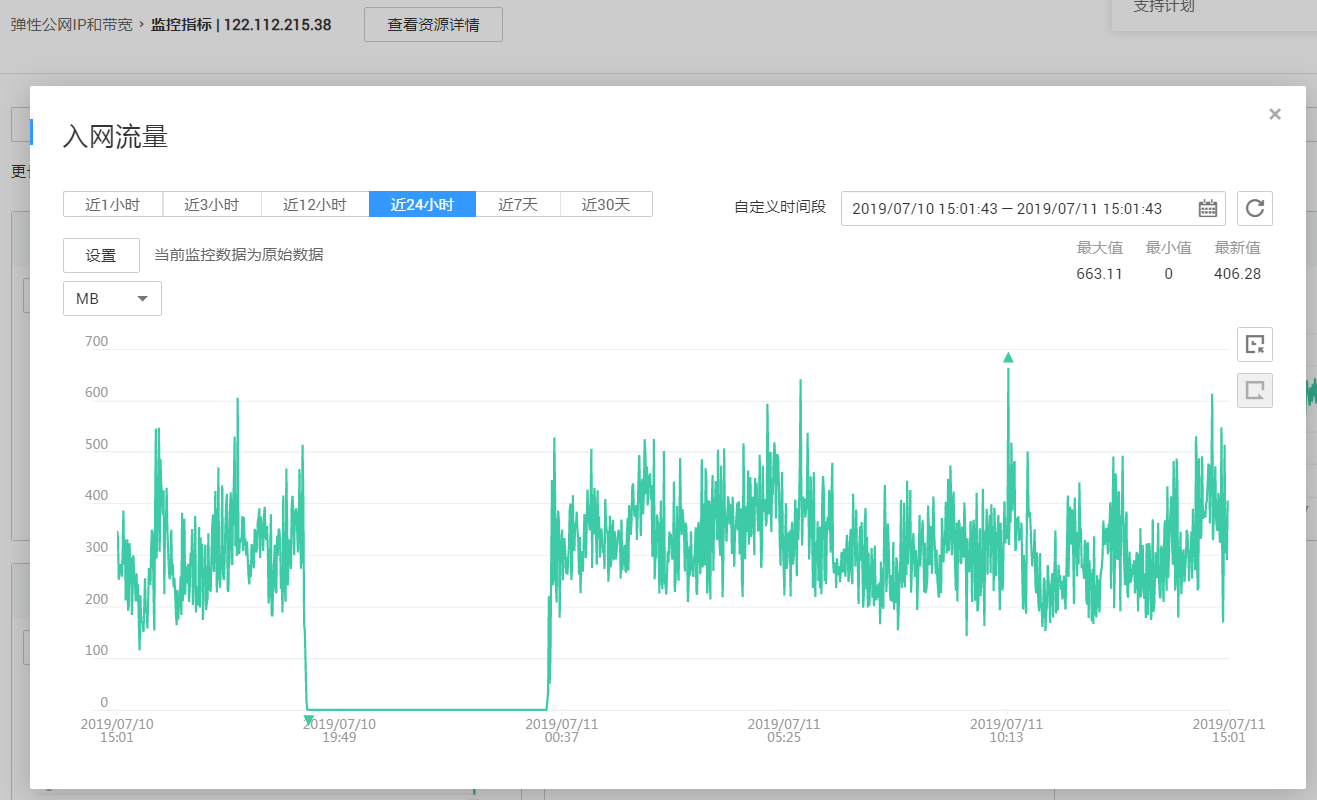 弹性公网IP和带宽 › 监控指标 | 122.112.215.38
查看资源详情
支持计划
入网流量
更
近1小时 近3小时 近12小时 近24小时 近7天 近30天
自定义时间段 2019/07/10 15:01:43 — 2019/07/11 15:01:43
设置 当前监控数据为原始数据
最大值 最小值 最新值
663.11 0 406.28
MB
700
600
500
400
300
200
100
0
2019/07/10 15:01
2019/07/10 19:49
2019/07/11 00:37
2019/07/11 05:25
2019/07/11 10:13
2019/07/11 15:01